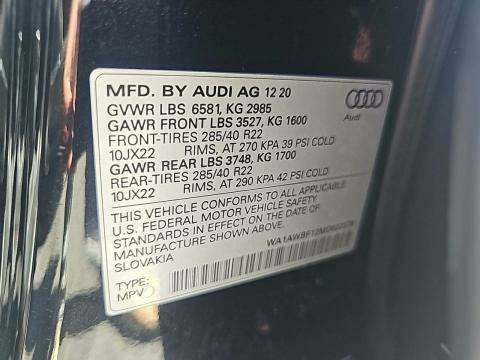 MFD. BY AUDI AG 12 20
GVWR LBS 6581, KG 2985
GAWR FRONT LBS 3527, KG 1600
FRONT-TIRES 285/40 R22
10JX22 RIMS, AT 270 KPA 39 PSI COLD
GAWR REAR LBS 3748, KG 1700
REAR-TIRES 285/40 R22
10JX22 RIMS, AT 290 KPA 42 PSI COLD
THIS VEHICLE CONFORMS TO ALL APPLICABLE
U.S. FEDERAL MOTOR VEHICLE SAFETY
STANDARDS IN EFFECT ON THE DATE OF
MANUFACTURE SHOWN ABOVE.
SLOVAKIA
TYPE:
MPV